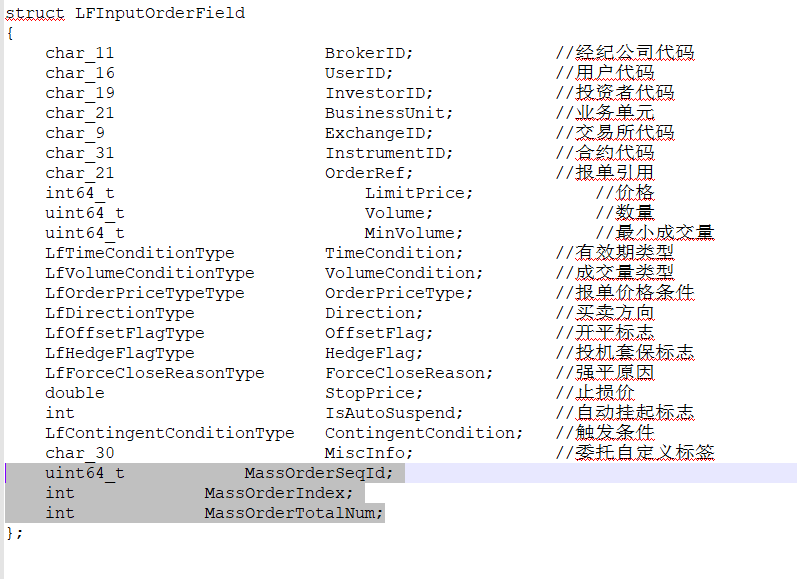 struct LFInputOrderField
{
char_11 BrokerID; //经纪公司代码
char_16 UserID; //用户代码
char_19 InvestorID; //投资者代码
char_21 BusinessUnit; //业务单元
char_9 ExchangeID; //交易所代码
char_31 InstrumentID; //合约代码
char_21 OrderRef; //报单引用
int64_t LimitPrice; //价格
uint64_t Volume; //数量
uint64_t MinVolume; //最小成交量
LfTimeConditionType TimeCondition; //有效期类型
LfVolumeConditionType VolumeCondition; //成交量类型
LfOrderPriceTypeType OrderPriceType; //报单价格条件
LfDirectionType Direction; //买卖方向
LfOffsetFlagType OffsetFlag; //开平标志
LfHedgeFlagType HedgeFlag; //投机套保标志
LfForceCloseReasonType ForceCloseReason; //强平原因
double StopPrice; //止损价
int IsAutoSuspend; //自动挂起标志
LfContingentConditionType ContingentCondition; //触发条件
char_30 MiscInfo; //委托自定义标签
uint64_t MassOrderSeqId;
int MassOrderIndex;
int MassOrderTotalNum;
};